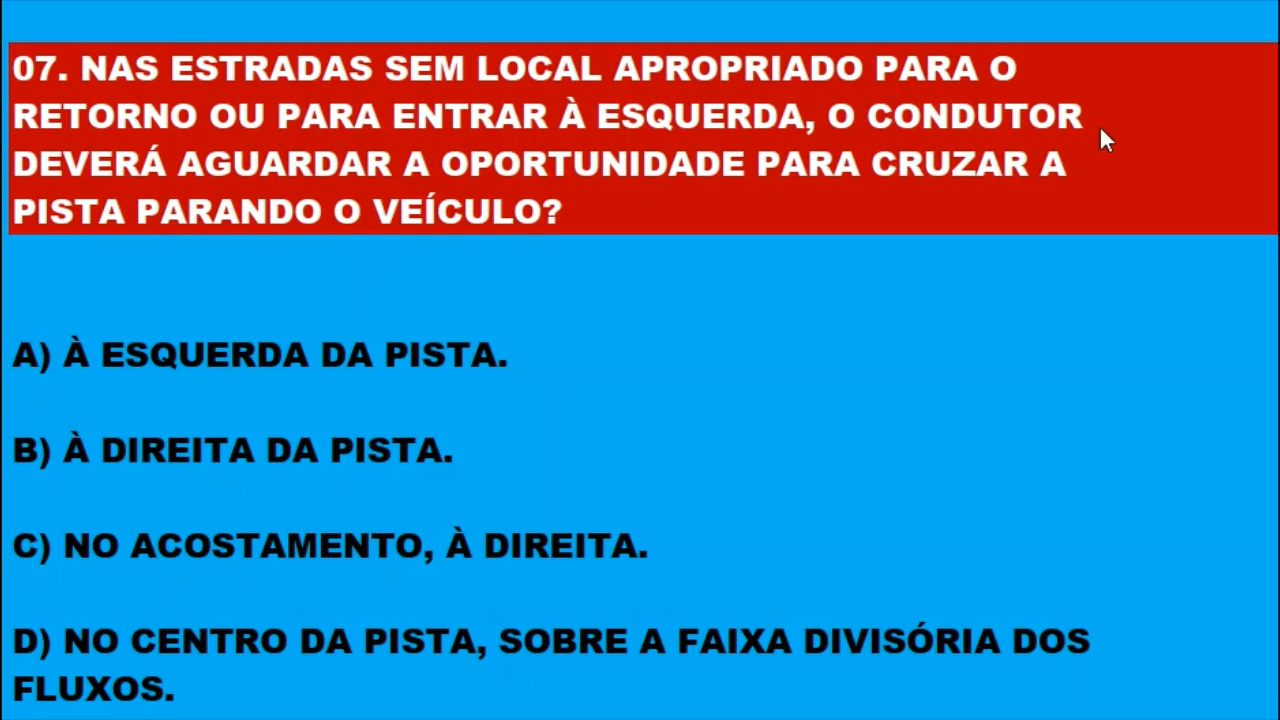 07. NAS ESTRADAS SEM LOCAL APROPRIADO PARA O
RETORNO OU PARA ENTRAR À ESQUERDA, O CONDUTOR
DEVERÁ AGUARDAR A OPORTUNIDADE PARA CRUZAR A
PISTA PARANDO O VEÍCULO?
A) À ESQUERDA DA PISTA.
B) À DIREITA DA PISTA.
C) NO ACOSTAMENTO, À DIREITA.
D) NO CENTRO DA PISTA, SOBRE A FAIXA DIVISÓRIA DOS
FLUXOS.